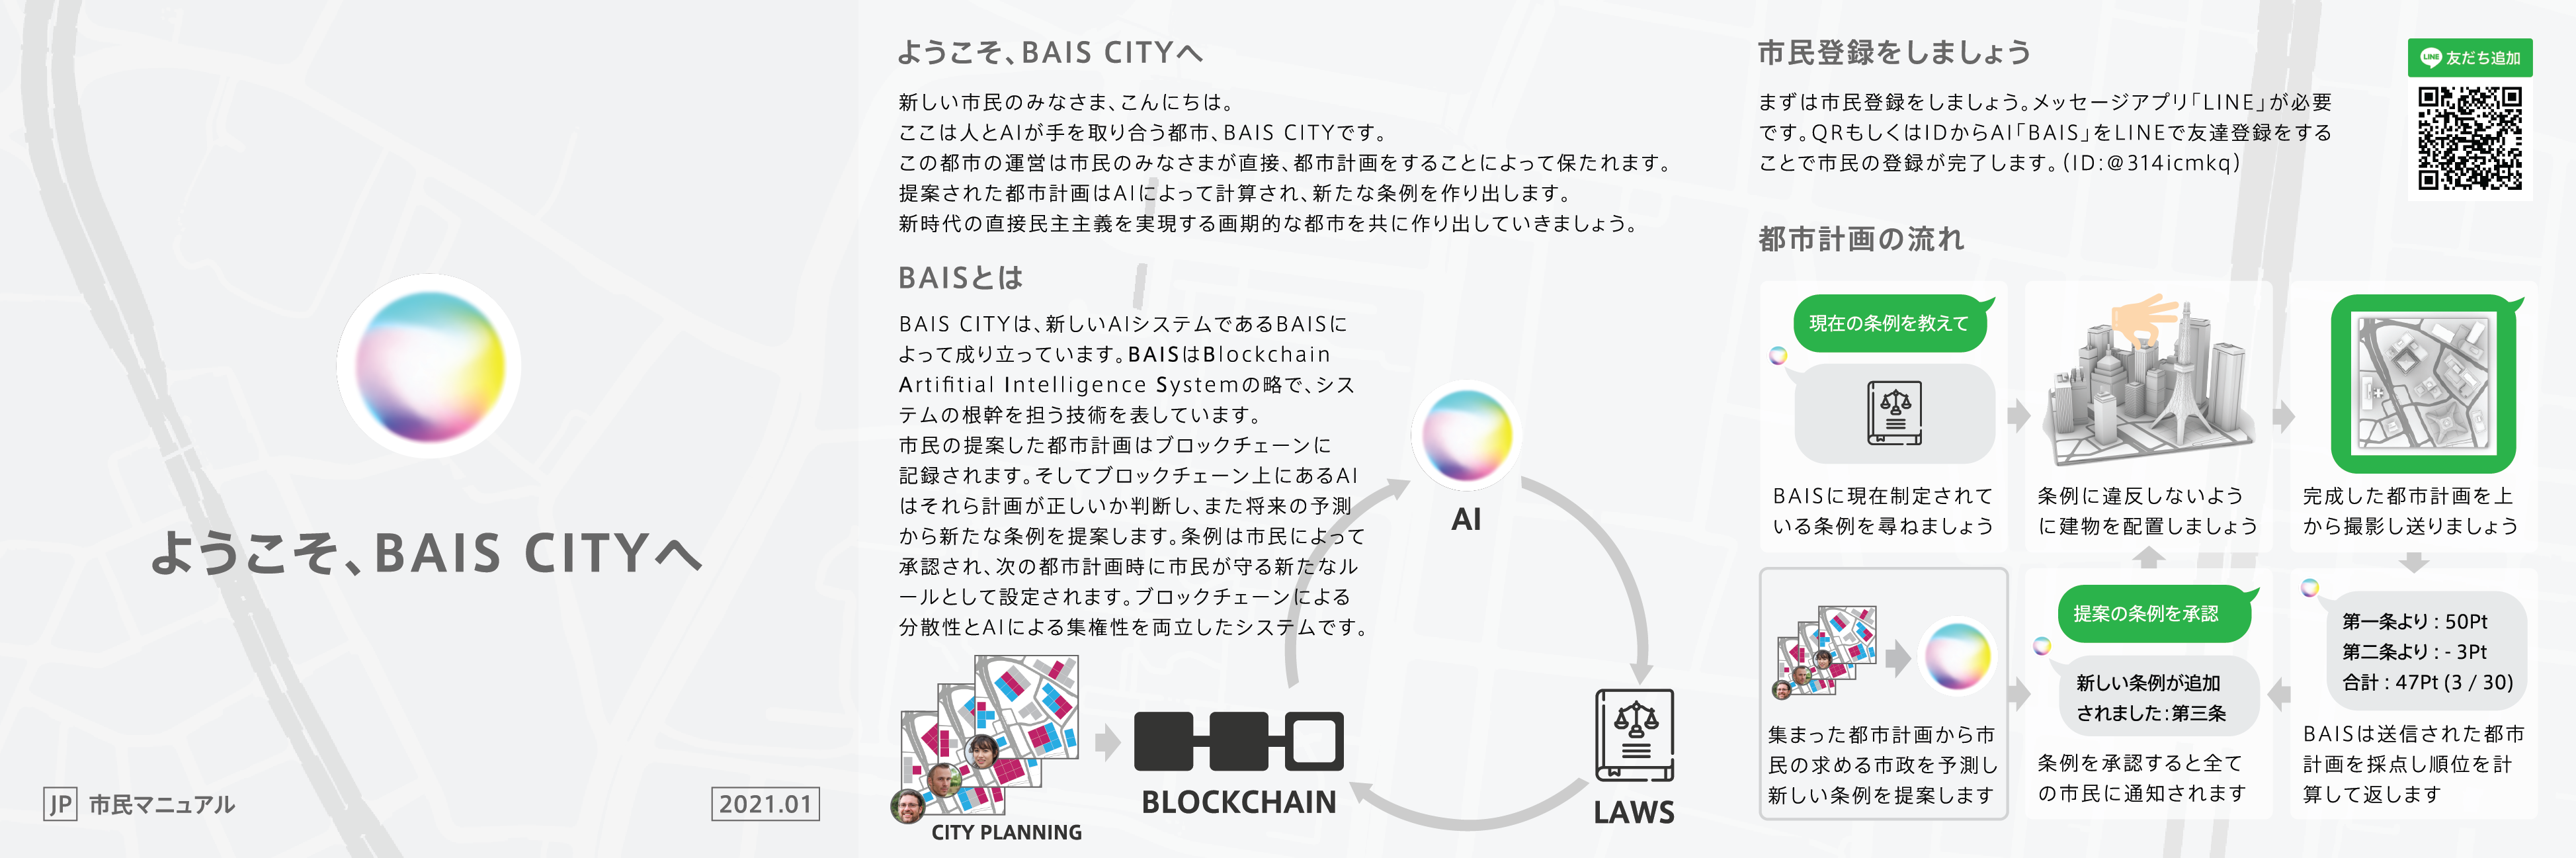 ようこそ、BAIS CITYへ
JP 市民マニュアル
2021.01
ようこそ、BAIS CITYへ
新しい市民のみなさま、こんにちは。
ここは人とAIが手を取り合う都市、BAIS CITYです。
この都市の運営は市民のみなさまが直接、都市計画をすることによって保たれます。
提案された都市計画はAIによって計算され、新たな条例を作り出します。
新時代の直接民主主義を実現する画期的な都市を共に作り出していきましょう。
BAISとは
BAIS CITYは、新しいAIシステムであるBAISに
よって成り立っています。BAISはBlockchain
Artifitial Intelligence Systemの略で、シス
テムの根幹を担う技術を表しています。
市民の提案した都市計画はブロックチェーンに
記録されます。そしてブロックチェーン上にあるAI
はそれら計画が正しいか判断し、また将来の予測
から新たな条例を提案します。条例は市民によって
承認され、次の都市計画時に市民が守る新たなル
ールとして設定されます。ブロックチェーンによる
分散性とAIによる集権性を両立したシステムです。
AI
CITY PLANNING
BLOCKCHAIN
LAWS
市民登録をしましょう
まずは市民登録をしましょう。メッセージアプリ「LINE」が必要
です。QRもしくはIDからAI「BAIS」をLINEで友達登録をする
ことで市民の登録が完了します。(ID:@314icmkq)
LINE 友だち追加
都市計画の流れ
現在の条例を教えて
BAISに現在制定されて
いる条例を尋ねましょう
条例に違反しないよう
に建物を配置しましょう
完成した都市計画を上
から撮影し送りましょう
集まった都市計画から市
民の求める市政を予測し
新しい条例を提案します
提案の条例を承認
新しい条例が追加
されました:第三条
条例を承認すると全て
の市民に通知されます
第一条より : 50Pt
第二条より : - 3Pt
合計 : 47Pt (3 / 30)
BAISは送信された都市
計画を採点し順位を計
算して返します